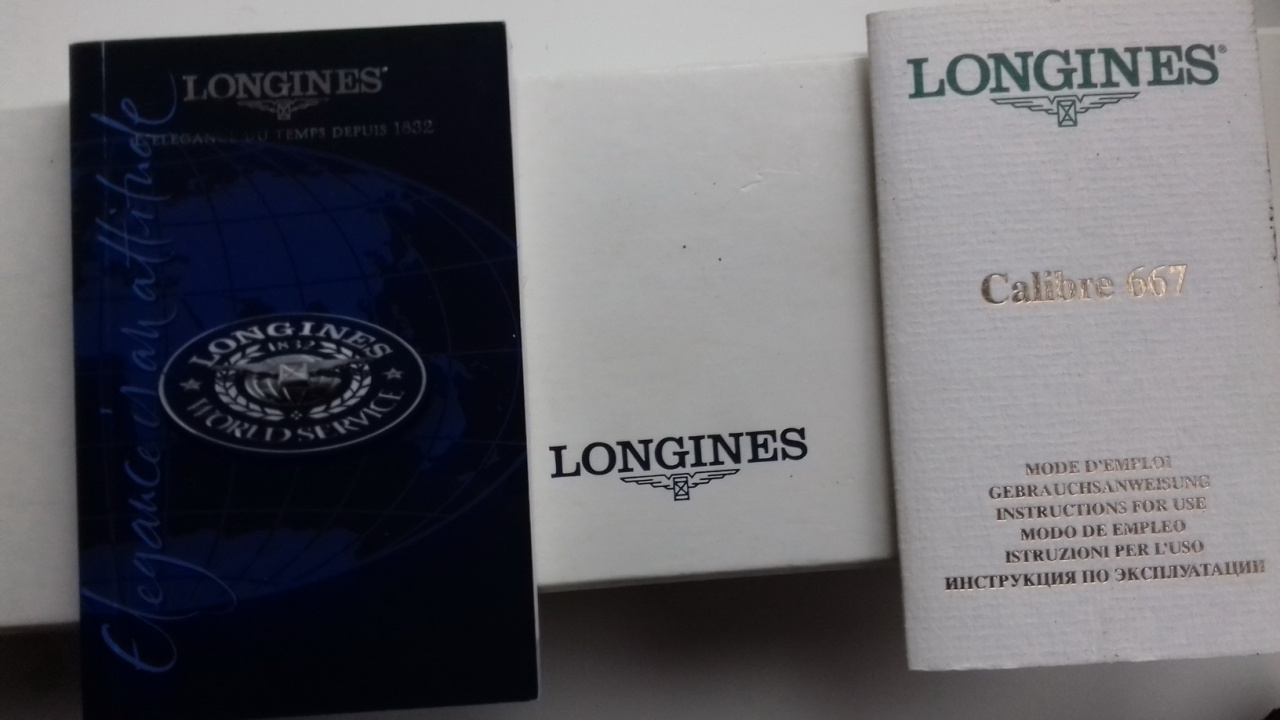 LONGINES
ELEGANCE DU TEMPS DEPUIS 1832
Elegance is an attitude
LONGINES
1832
WORLD SERVICE
LONGINES
LONGINES®
Calibre 667
MODE D'EMPLOI
GEBRAUCHSANWEISUNG
INSTRUCTIONS FOR USE
MODO DE EMPLEO
ISTRUZIONI PER L'USO
ИНСТРУКЦИЯ ПО ЭКСПЛУАТАЦИИ